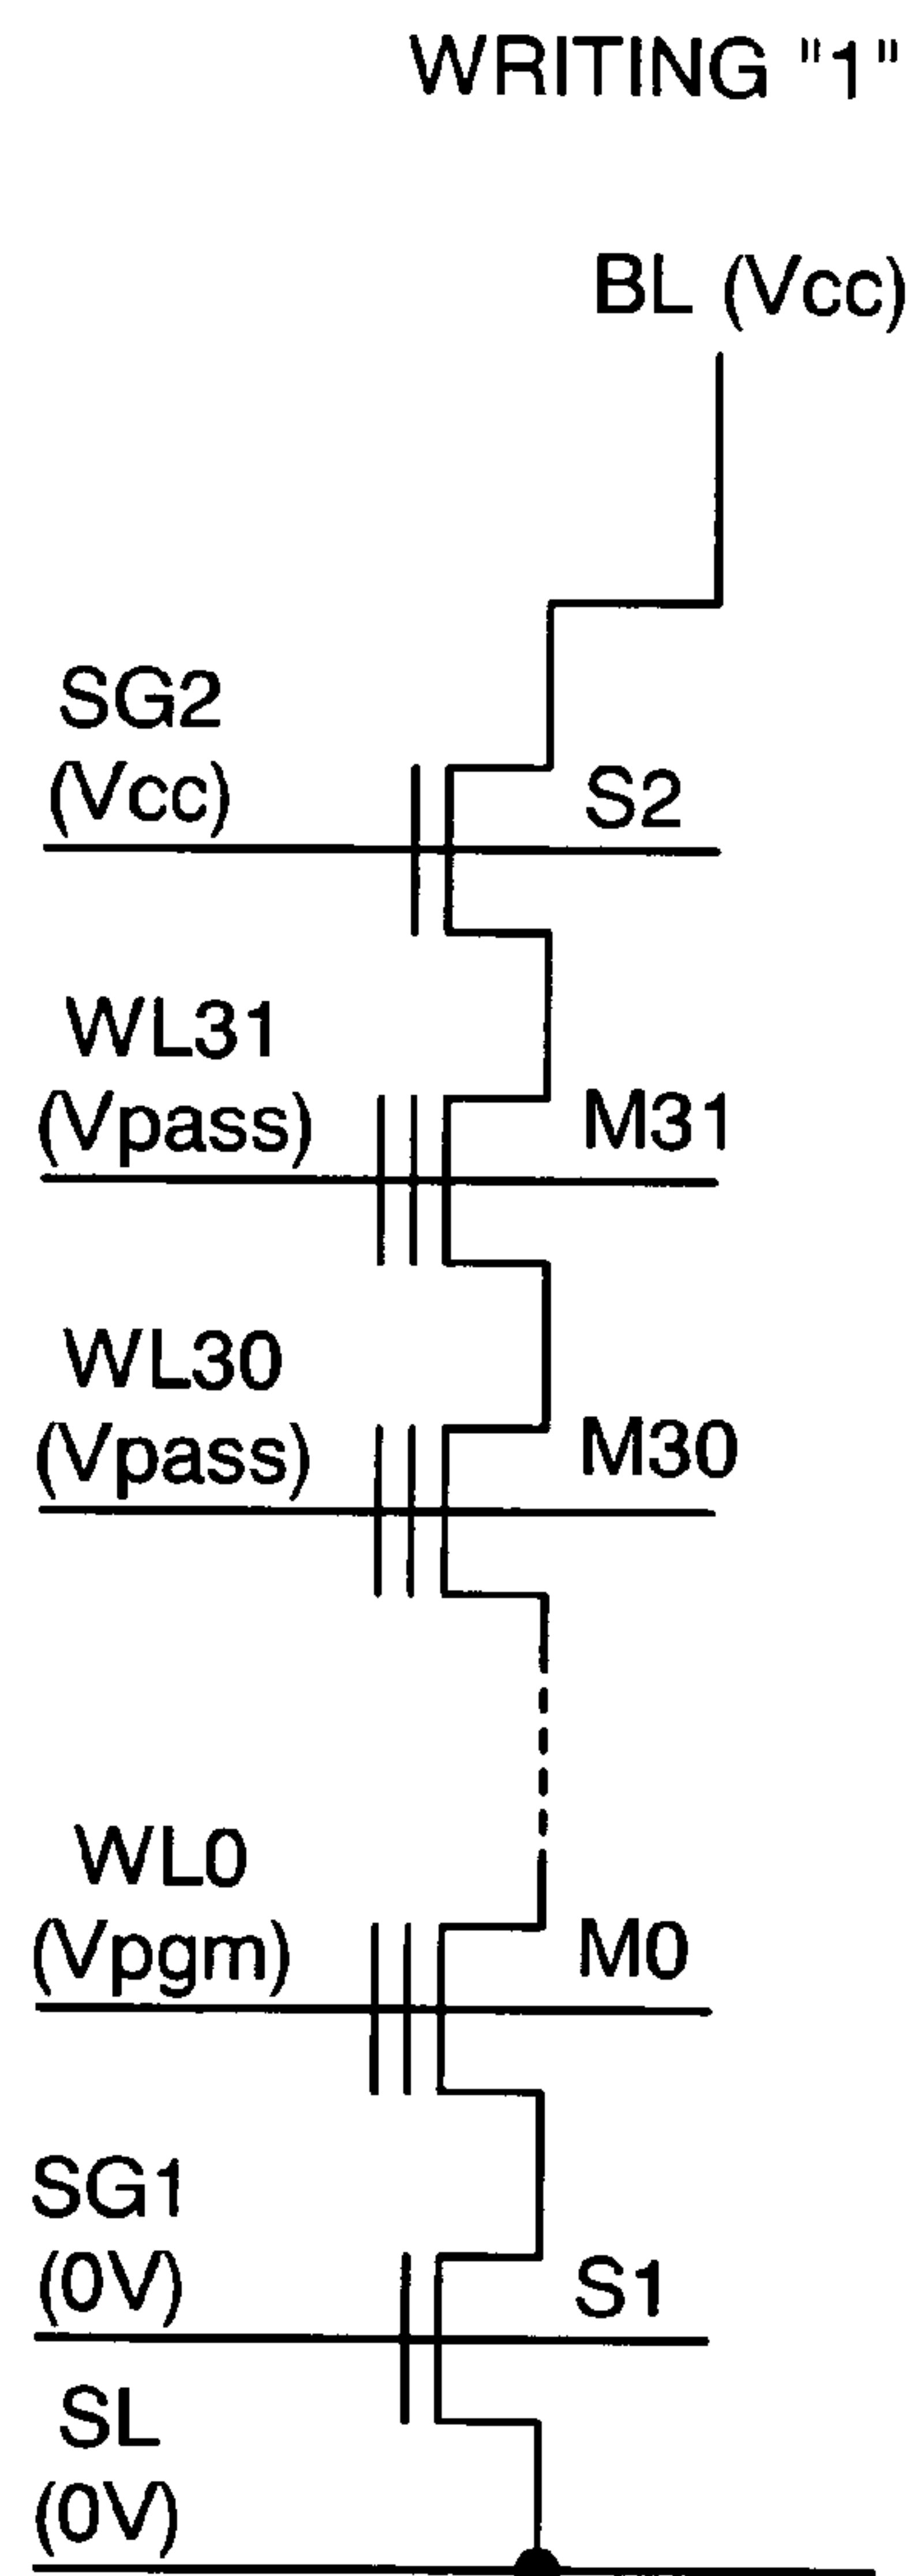 WRITING "1"
BL (Vcc)
SG2
(Vcc)
S2
WL31
(Vpass)
M31
WL30
(Vpass)
M30
WL0
(Vpgm)
M0
SG1
(0V)
S1
SL
(0V)